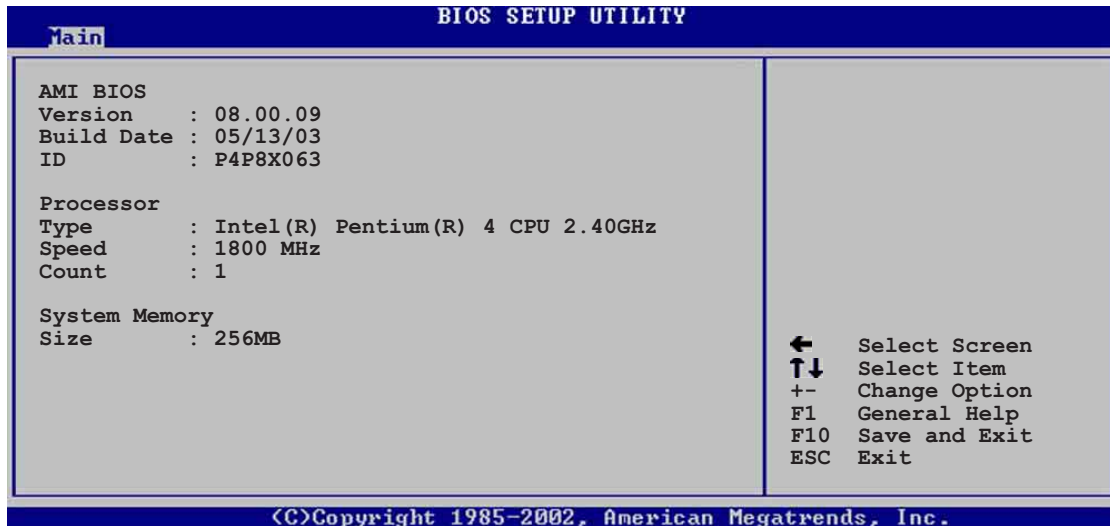 BIOS SETUP UTILITY
Main
AMI BIOS
Version : 08.00.09
Build Date : 05/13/03
ID : P4P8X063
Processor
Type : Intel(R) Pentium(R) 4 CPU 2.40GHz
Speed : 1800 MHz
Count : 1
System Memory
Size : 256MB
← Select Screen
↑↓ Select Item
+- Change Option
F1 General Help
F10 Save and Exit
ESC Exit
(C)Copyright 1985-2002, American Megatrends, Inc.